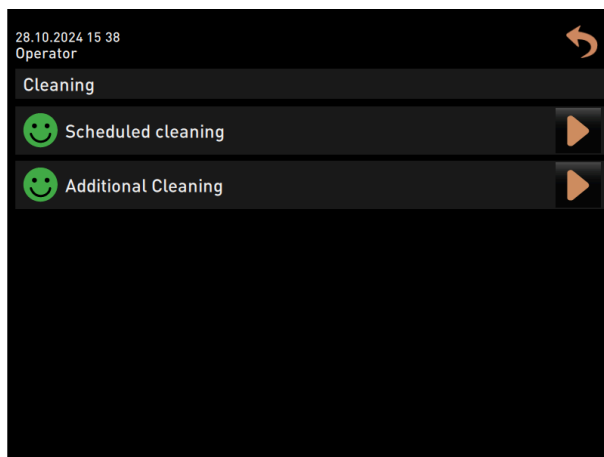 28.10.2024 15 38
Operator
Cleaning
Scheduled cleaning
Additional Cleaning